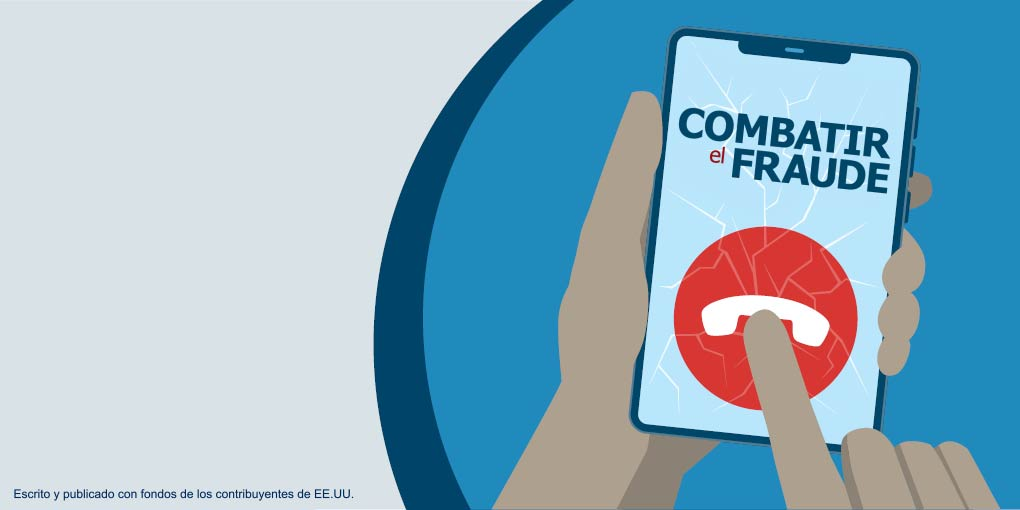 COMBATIR
el FRAUDE
Escrito y publicado con fondos de los contribuyentes de EE.UU.